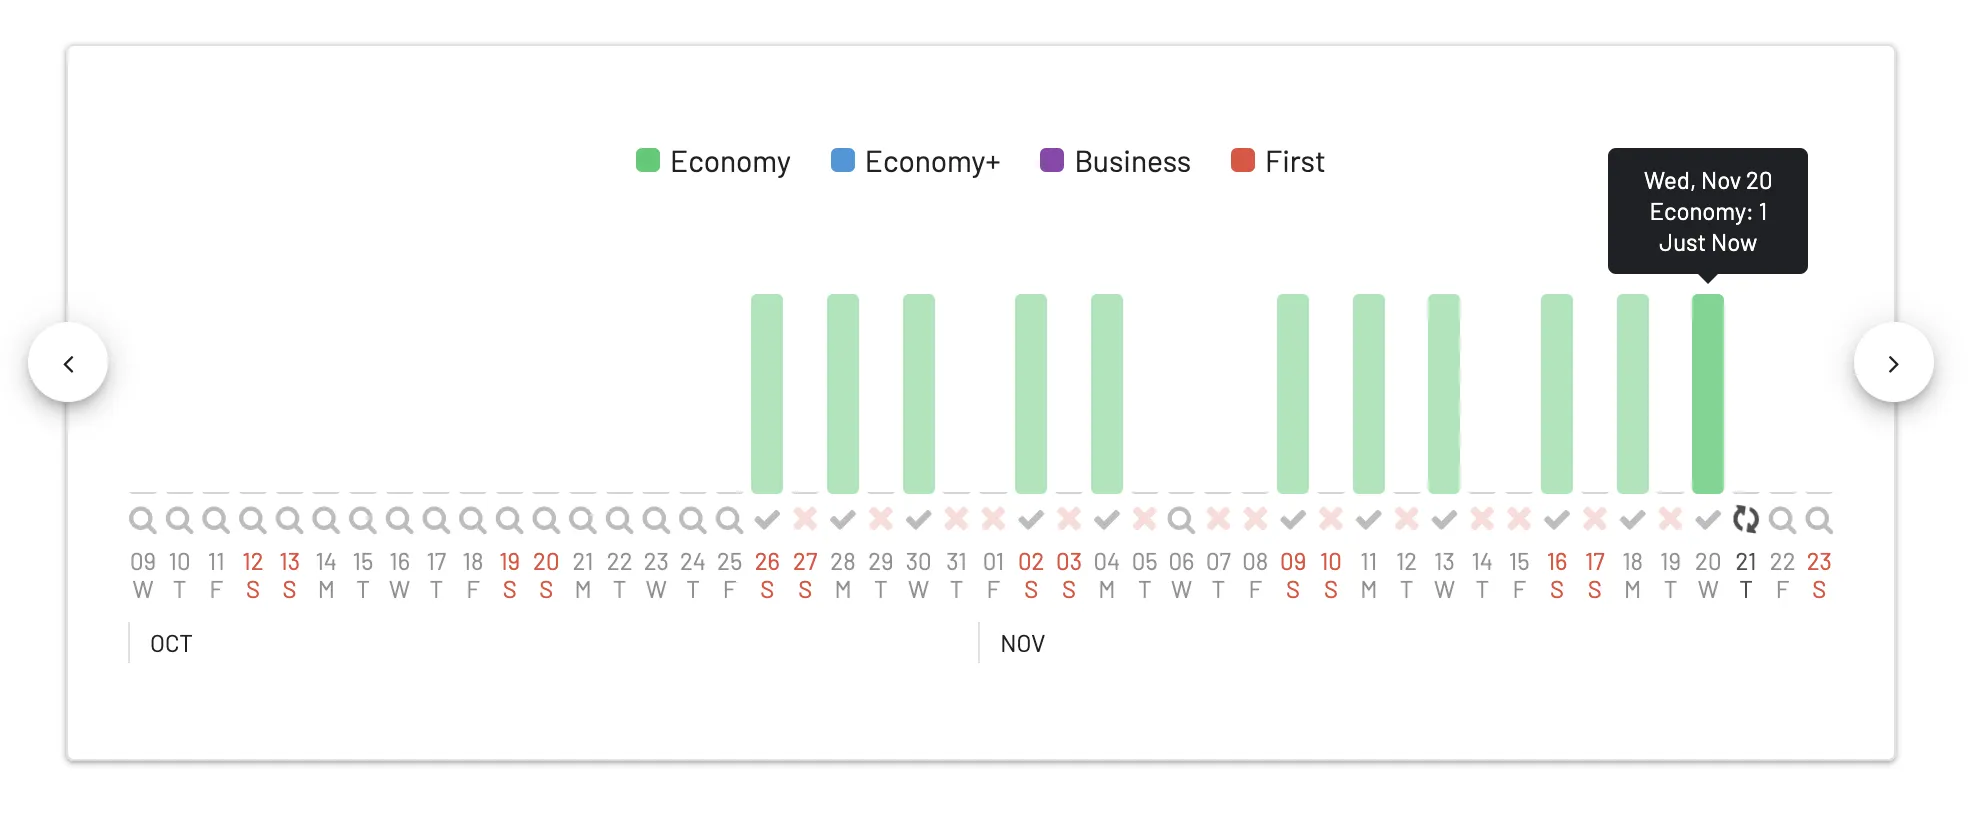 Economy Economy+ Business First
Wed, Nov 20
Economy: 1
Just Now
09 10 11 12 13 14 15 16 17 18 19 20 21 22 23 24 25 26 27 28 29 30 31 01 02 03 04 05 06 07 08 09 10 11 12 13 14 15 16 17 18 19 20 21 22 23
W T F S S M T W T F S S M T W T F S S M T W T F S S M T W T F S S M T W T F S S M T W T F S
OCT NOV